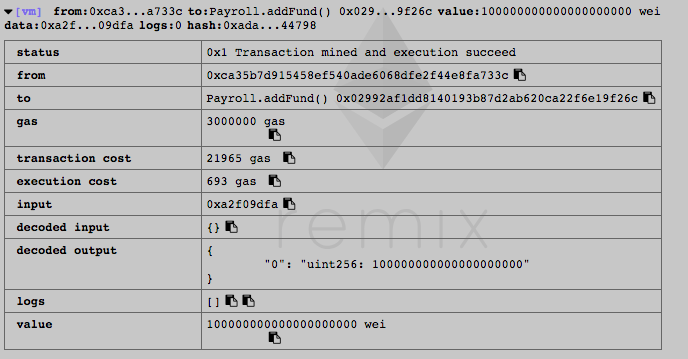 [vm] from:0xca3...a733c to:Payroll.addFund() 0x029...9f26c value:100000000000000000000 wei
data:0xa2f...09dfa logs:0 hash:0xada...44798
status 0x1 Transaction mined and execution succeed
from 0xca35b7d915458ef540ade6068dfe2f44e8fa733c
to Payroll.addFund() 0x02992af1dd8140193b87d2ab620ca22f6e19f26c
gas 3000000 gas
transaction cost 21965 gas
execution cost 693 gas
input 0xa2f09dfa
decoded input {}
decoded output {
"0": "uint256: 100000000000000000000"
}
logs []
value 100000000000000000000 wei
remix